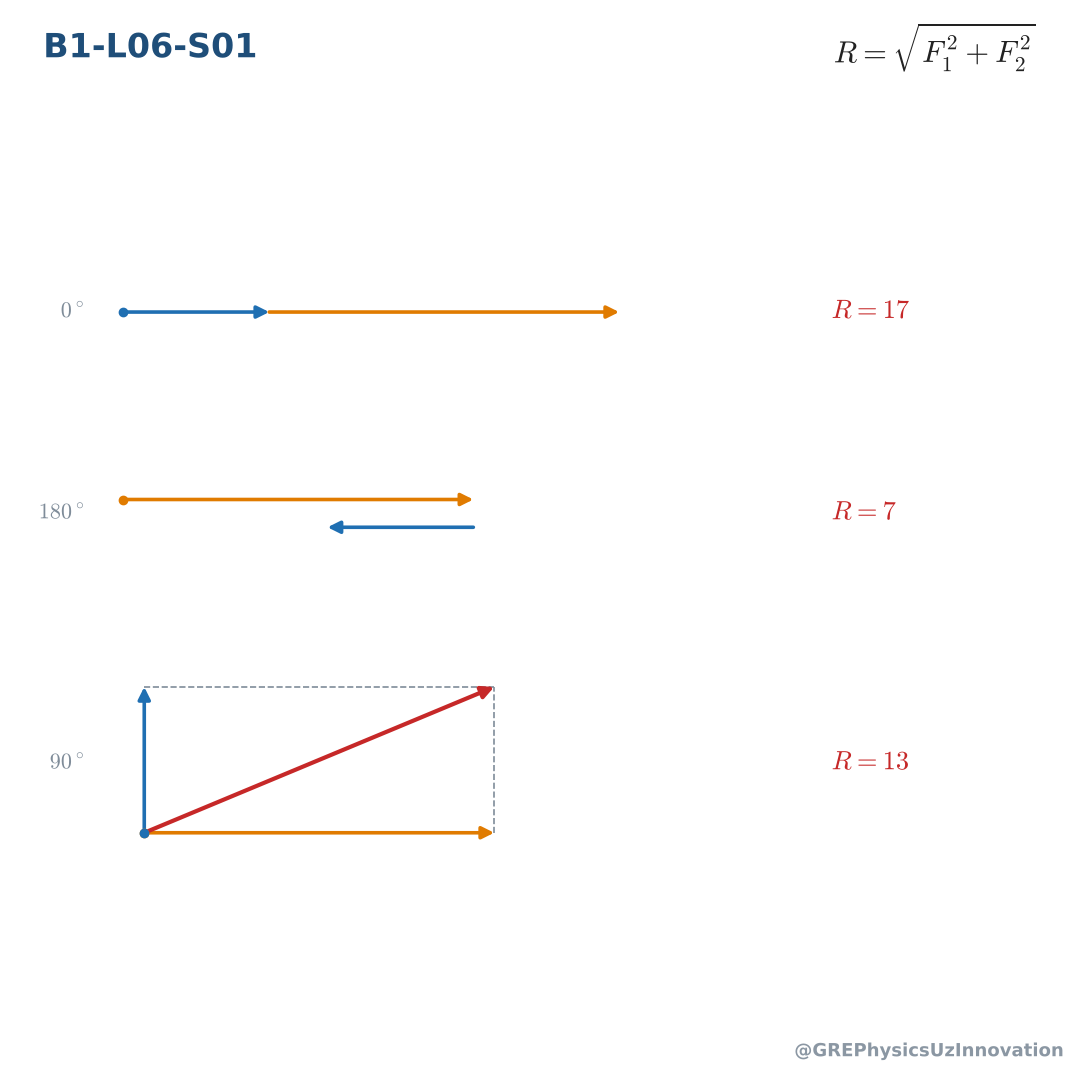 B1-L06-S01
R = √(F₁² + F₂²)
0°
R = 17
180°
R = 7
90°
R = 13
@GREPhysicsUzInnovation